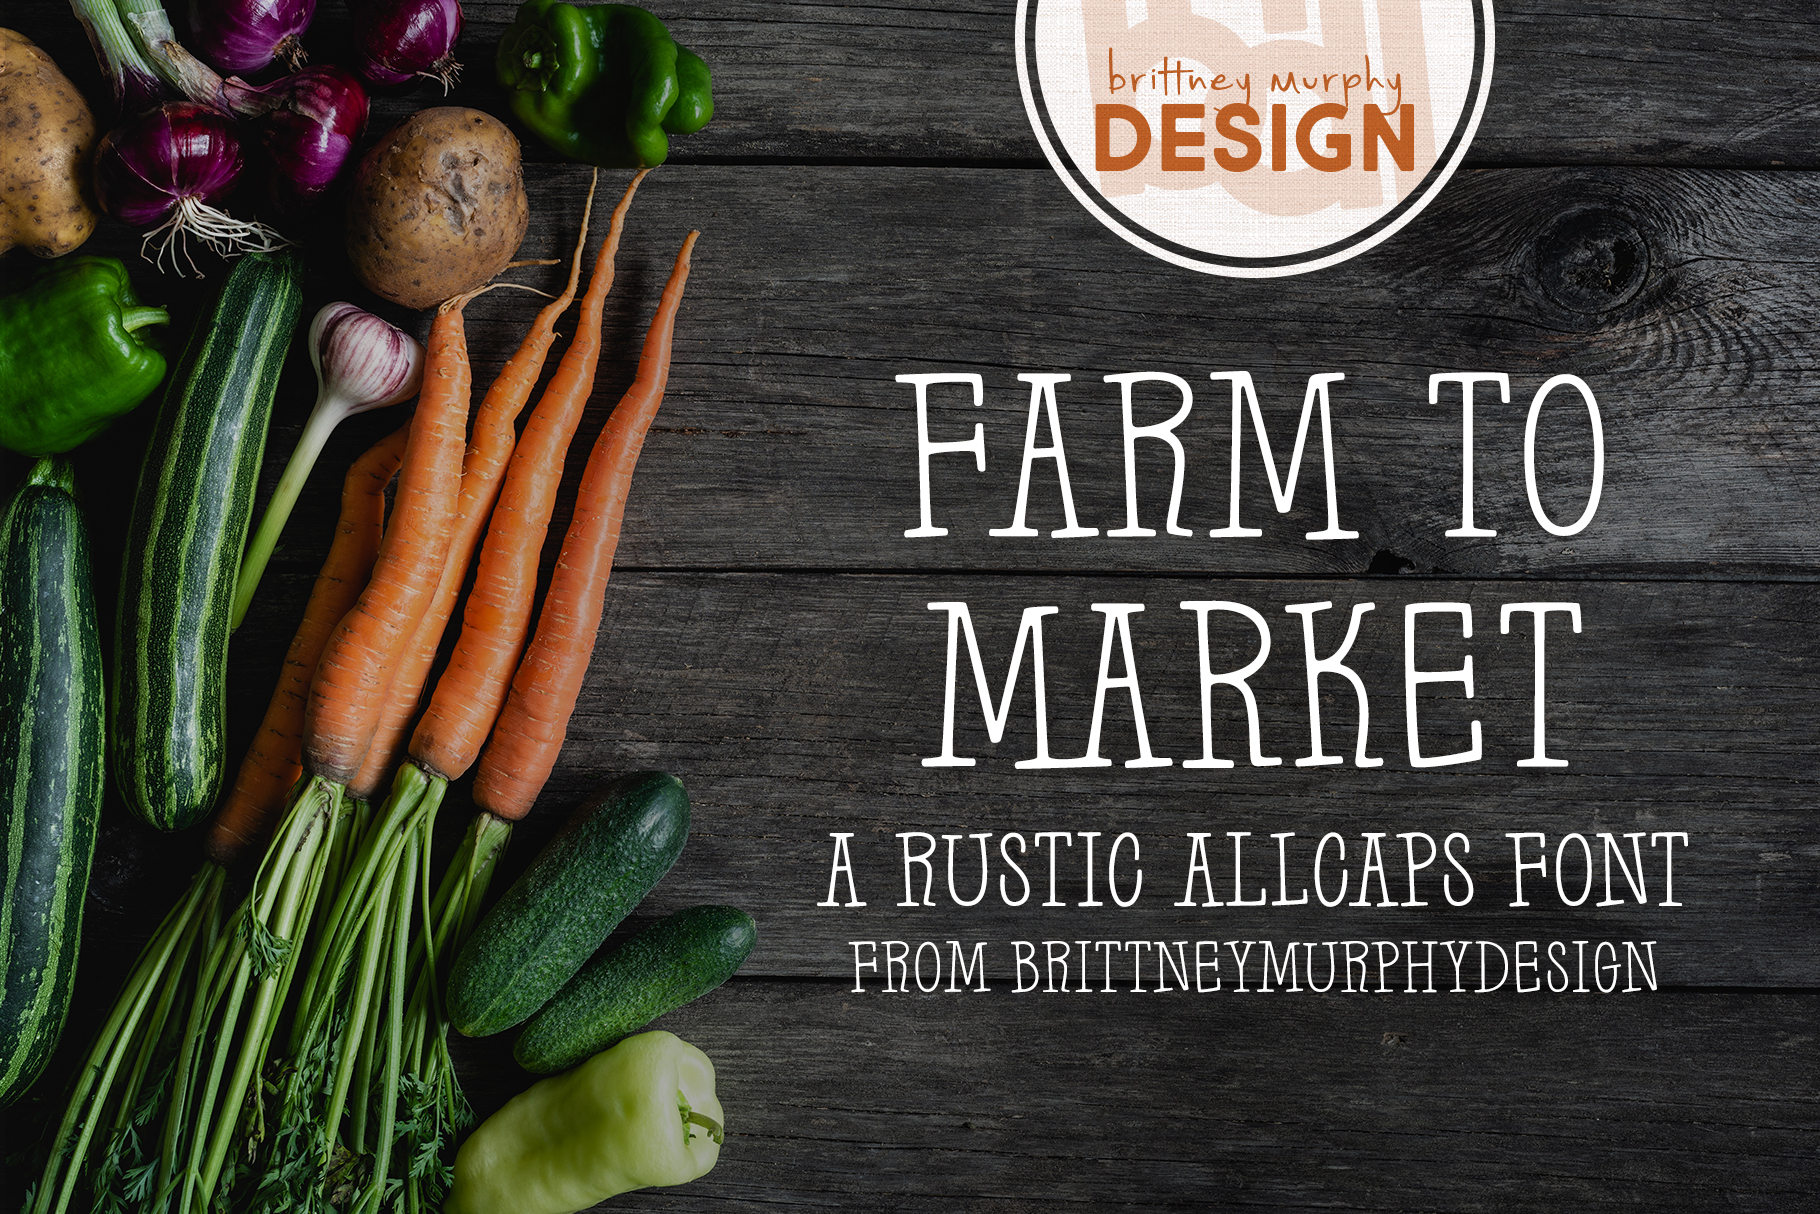 brittney murphy
DESIGN
FARM TO
MARKET
A RUSTIC ALLCAPS FONT
FROM BRITTNEYMURPHYDESIGN